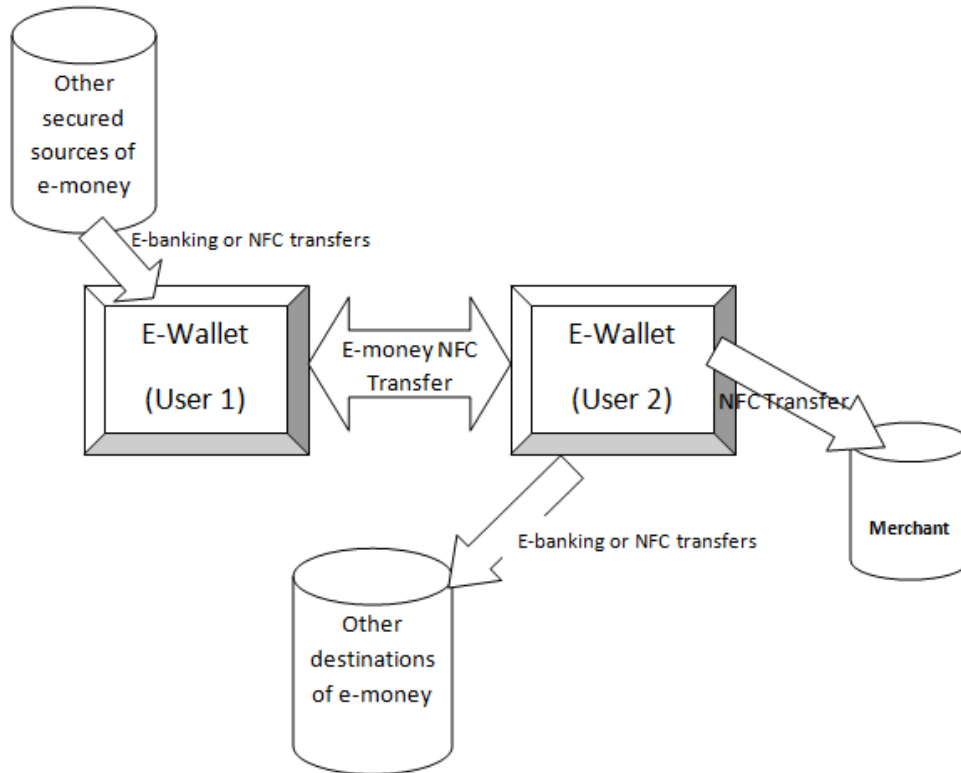 Other
secured
sources of
e-money
E-banking or NFC transfers
E-Wallet
(User 1)
E-money NFC
Transfer
E-Wallet
(User 2)
NFC Transfer
Merchant
E-banking or NFC transfers
Other
destinations
of e-money